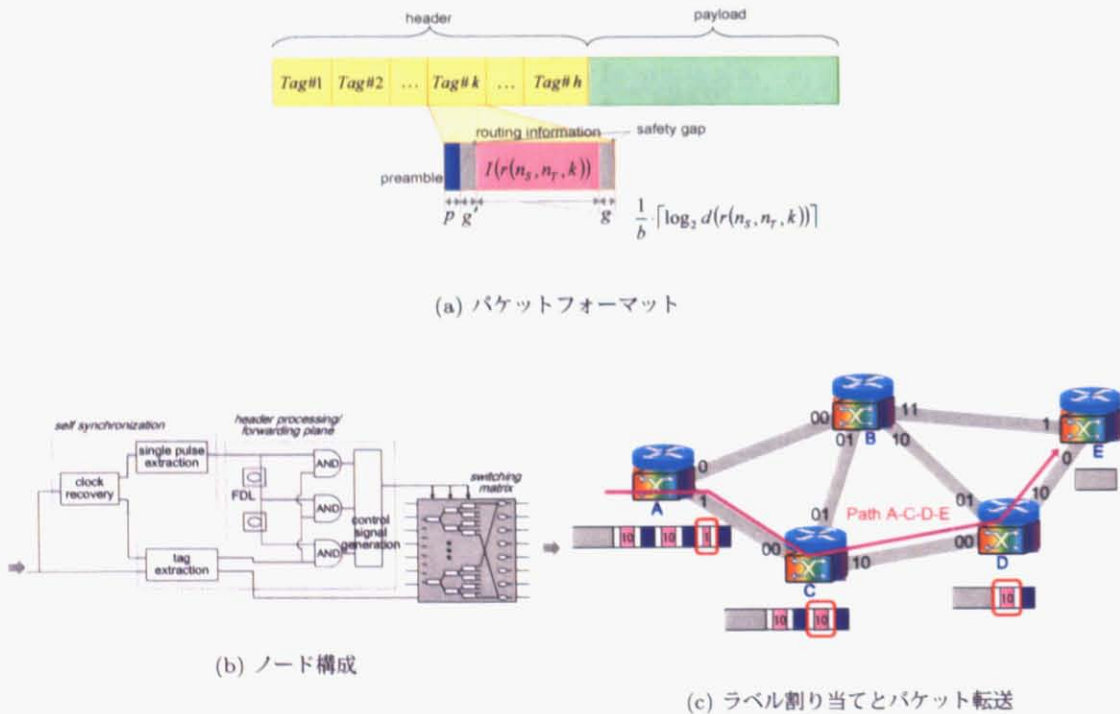 header
payload
Tag#1 Tag#2 … Tag# k … Tag# h
routing information
safety gap
preamble
I(r(n_S, n_T, k))
p g' g
1/b · ⌈log₂ d(r(n_S, n_T, k))⌉
(a) パケットフォーマット
self synchronization
header processing/
forwarding plane
single pulse
extraction
clock
recovery
FDL
AND
AND
AND
control
signal
generation
tag
extraction
switching
matrix
(b) ノード構成
00
B
11
01
10
1
E
0
0
A
1
Path A-C-D-E
01
10
01
10
10
1
00
C
10
00
D
10
10
10
(c) ラベル割り当てとパケット転送